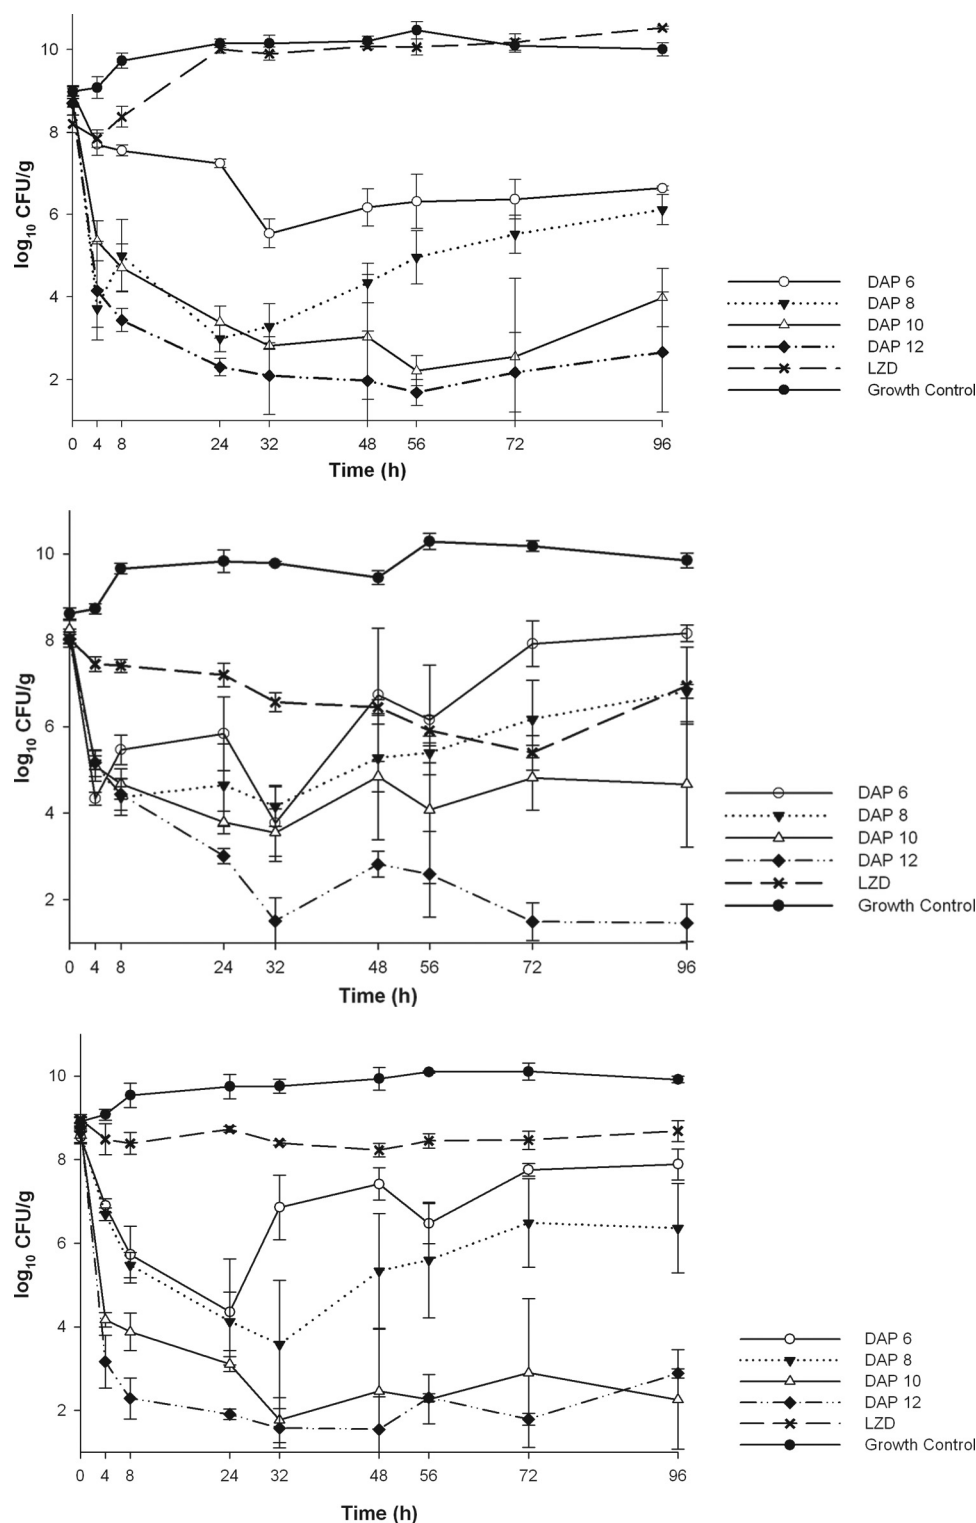 10
8
6
4
2
log10 CFU/g
0 4 8 24 32 48 56 72 96
Time (h)
DAP 6
DAP 8
DAP 10
DAP 12
LZD
Growth Control
10
8
6
4
2
log10 CFU/g
0 4 8 24 32 48 56 72 96
Time (h)
DAP 6
DAP 8
DAP 10
DAP 12
LZD
Growth Control
10
8
6
4
2
log10 CFU/g
0 4 8 24 32 48 56 72 96
Time (h)
DAP 6
DAP 8
DAP 10
DAP 12
LZD
Growth Control